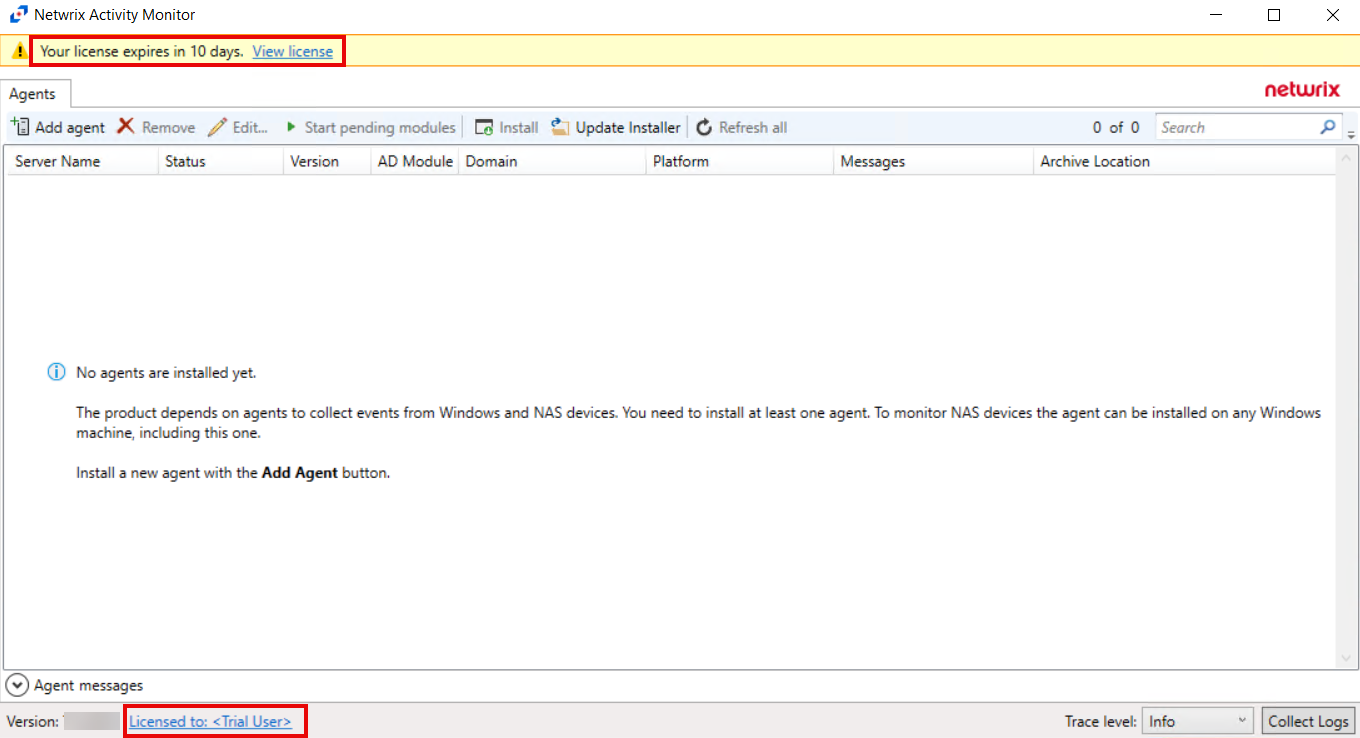 Netwrix Activity Monitor
Your license expires in 10 days. View license
Agents
netwrix
Add agent Remove Edit... Start pending modules Install Update Installer Refresh all 0 of 0 Search
Server Name Status Version AD Module Domain Platform Messages Archive Location
No agents are installed yet.
The product depends on agents to collect events from Windows and NAS devices. You need to install at least one agent. To monitor NAS devices the agent can be installed on any Windows
machine, including this one.
Install a new agent with the Add Agent button.
Agent messages
Version: Licensed to: <Trial User> Trace level: Info Collect Logs